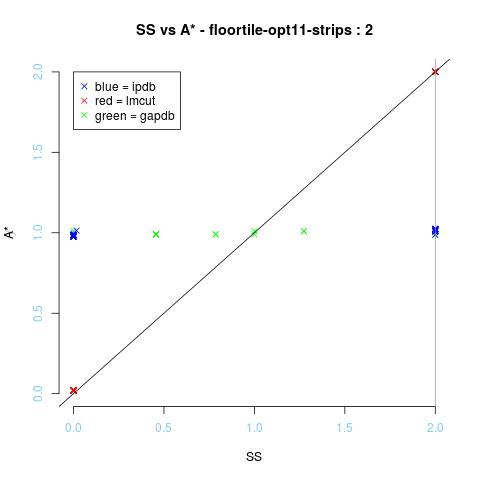 SS vs A* - floortile-opt11-strips : 2
blue = ipdb
red = lmcut
green = gapdb
A*
2.0
1.5
1.0
0.5
0.0
0.0 0.5 1.0 1.5 2.0
SS